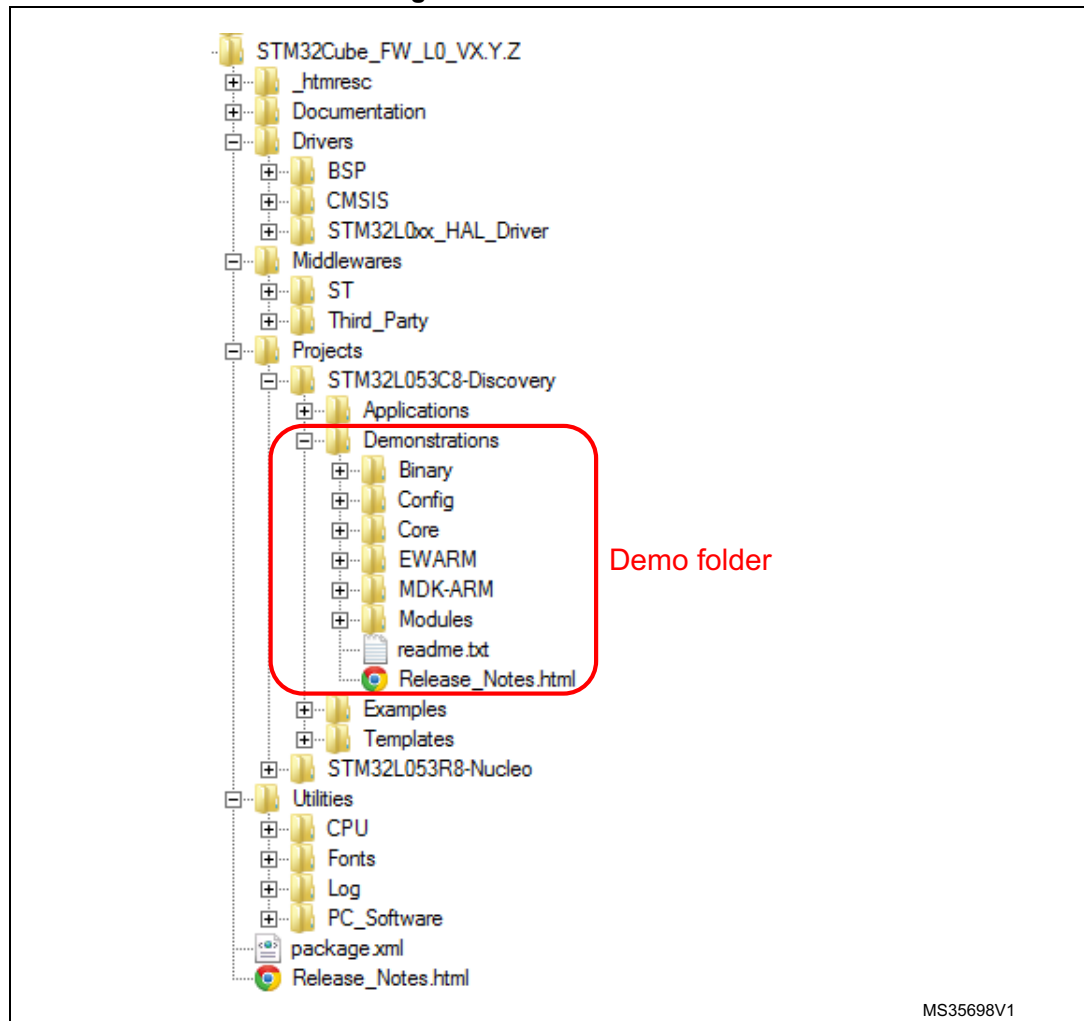 STM32Cube_FW_L0_VX.Y.Z
_htmresc
Documentation
Drivers
BSP
CMSIS
STM32L0xx_HAL_Driver
Middlewares
ST
Third_Party
Projects
STM32L053C8-Discovery
Applications
Demonstrations
Binary
Config
Core
EWARM
Demo folder
MDK-ARM
Modules
readme.txt
Release_Notes.html
Examples
Templates
STM32L053R8-Nucleo
Utilities
CPU
Fonts
Log
PC_Software
package.xml
Release_Notes.html
MS35698V1